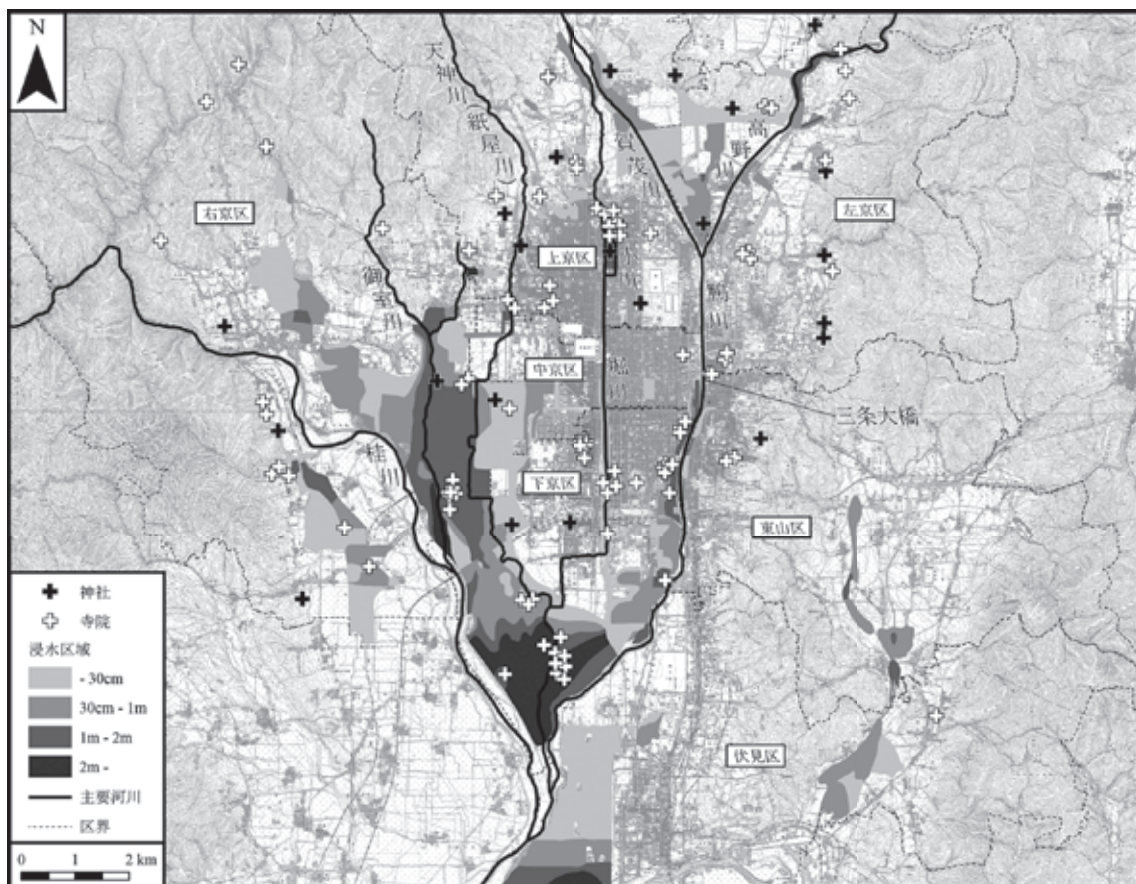 N
天神川(紙屋川)
賀茂川
高野川
右京区
左京区
上京区
御室川
鴨川
堀川
中京区
三条大橋
桂川
下京区
東山区
伏見区
神社
寺院
浸水区域
- 30cm
30cm - 1m
1m - 2m
2m -
主要河川
区界
0 1 2 km